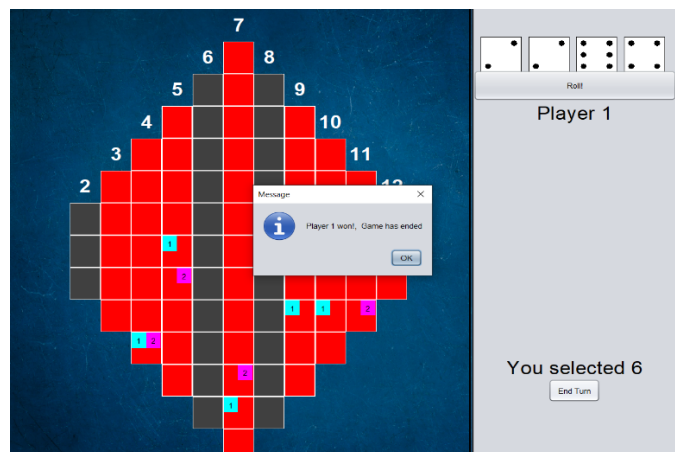 7
6 8
5 9
4 10
3 11
2
Roll!
Player 1
Message
Player 1 won!, Game has ended
OK
1
2
1 1 2
1 2
2
1
You selected 6
End Turn